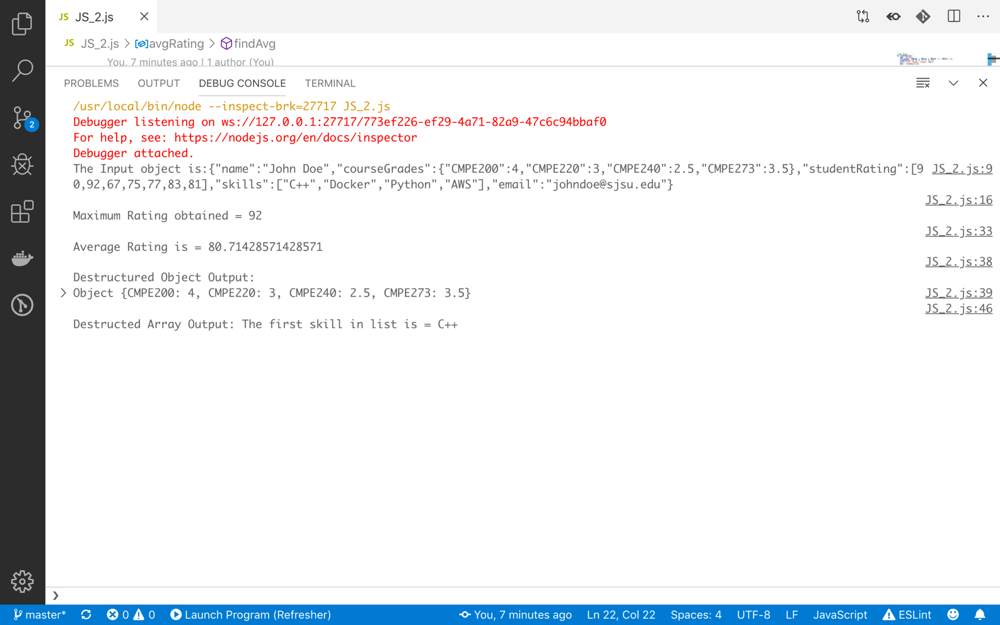 JS JS_2.js
JS JS_2.js > avgRating > findAvg
You, 7 minutes ago | 1 author (You)
PROBLEMS OUTPUT DEBUG CONSOLE TERMINAL
/usr/local/bin/node --inspect-brk=27717 JS_2.js
Debugger listening on ws://127.0.0.1:27717/773ef226-ef29-4a71-82a9-47c6c94bbaf0
For help, see: https://nodejs.org/en/docs/inspector
Debugger attached.
The Input object is:{"name":"John Doe","courseGrades":{"CMPE200":4,"CMPE220":3,"CMPE240":2.5,"CMPE273":3.5},"studentRating":[9 JS_2.js:9
0,92,67,75,77,83,81],"skills":["C++","Docker","Python","AWS"],"email":"johndoe@sjsu.edu"}
JS_2.js:16
Maximum Rating obtained = 92
JS_2.js:33
Average Rating is = 80.71428571428571
JS_2.js:38
Destructured Object Output:
Object {CMPE200: 4, CMPE220: 3, CMPE240: 2.5, CMPE273: 3.5} JS_2.js:39
JS_2.js:46
Destructed Array Output: The first skill in list is = C++
2
master* 0 0 Launch Program (Refresher) You, 7 minutes ago Ln 22, Col 22 Spaces: 4 UTF-8 LF JavaScript ESLint